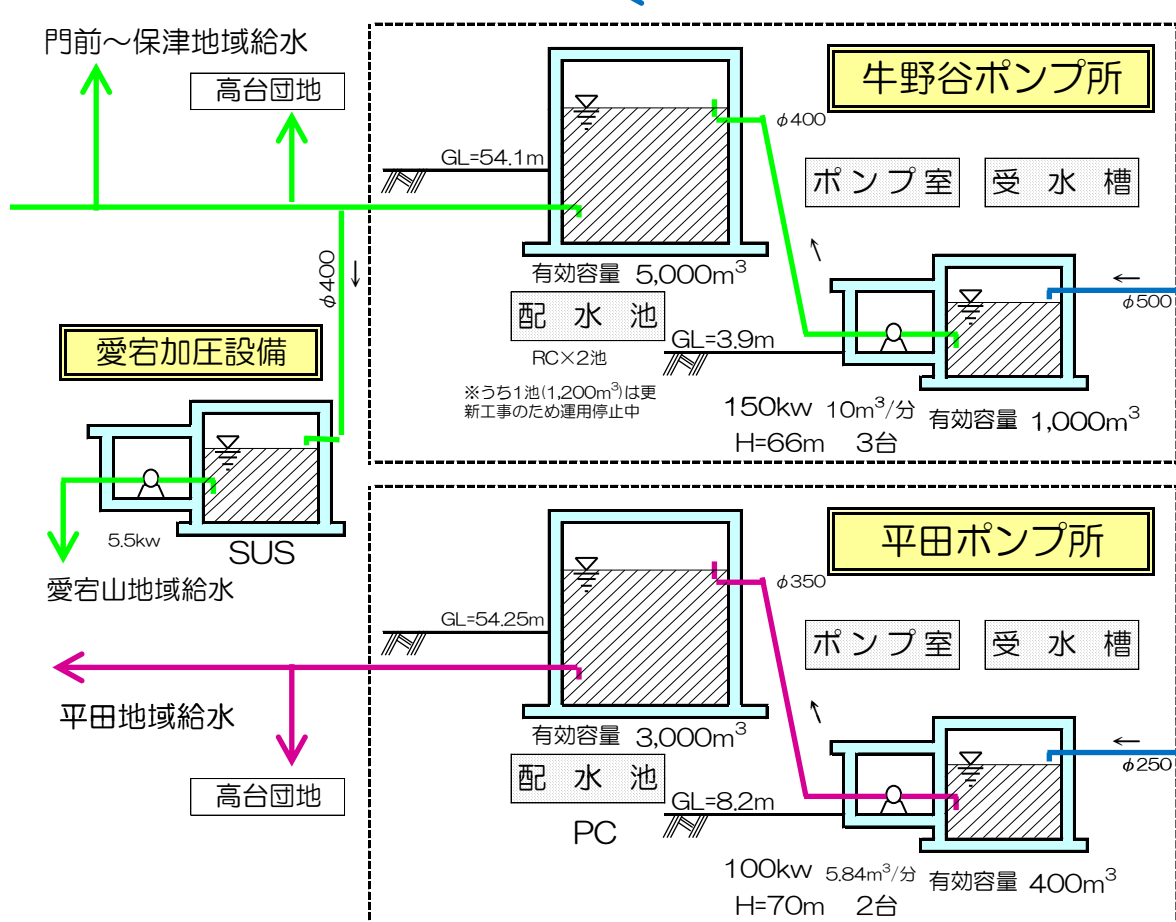 門前～保津地域給水
高台団地
牛野谷ポンプ所
φ400
GL=54.1m
ポンプ室
受水槽
φ400
↓
有効容量 5,000m³
配水池
RC×2池
※うち1池(1,200m³)は更
新工事のため運用停止中
↑
←
φ500
GL=3.9m
150kw 10m³/分
H=66m 3台
有効容量 1,000m³
愛宕加圧設備
5.5kw
SUS
愛宕山地域給水
平田ポンプ所
φ350
GL=54.25m
ポンプ室
受水槽
平田地域給水
高台団地
有効容量 3,000m³
配水池
PC
↑
←
φ250
GL=8.2m
100kw 5.84m³/分
H=70m 2台
有効容量 400m³